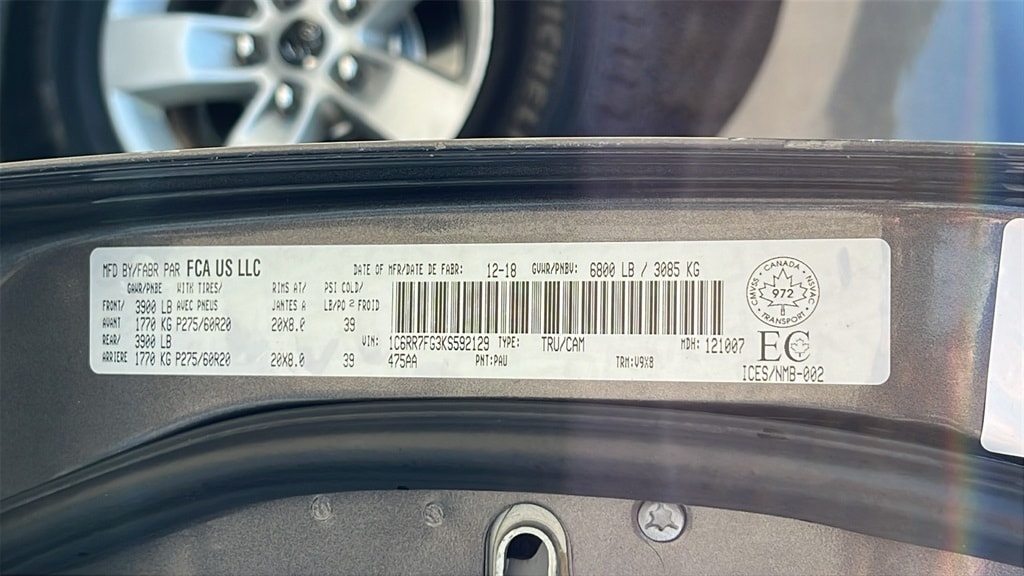 MFD BY/FABR PAR FCA US LLC
DATE OF MFR/DATE DE FABR: 12-18 GVWR/PNBV: 6800 LB / 3085 KG
GAWR/PNBE WITH TIRES/ RIMS AT/ PSI COLD/
FRONT/ 3900 LB AVEC PNEUS JANTES A LB/PO 2 FROID
AVANT 1770 KG P275/60R20 20X8.0 39
REAR/ 3900 LB
ARRIERE 1770 KG P275/60R20 20X8.0 39
VIN: 1C6RR7FG3KS592129 TYPE: TRU/CAM MDH: 121007
475AA PNT: PAU TRM: V9X8
CANADA
CMVSS NSVAC
972
TRANSPORT
EC
ICES/NMB-002